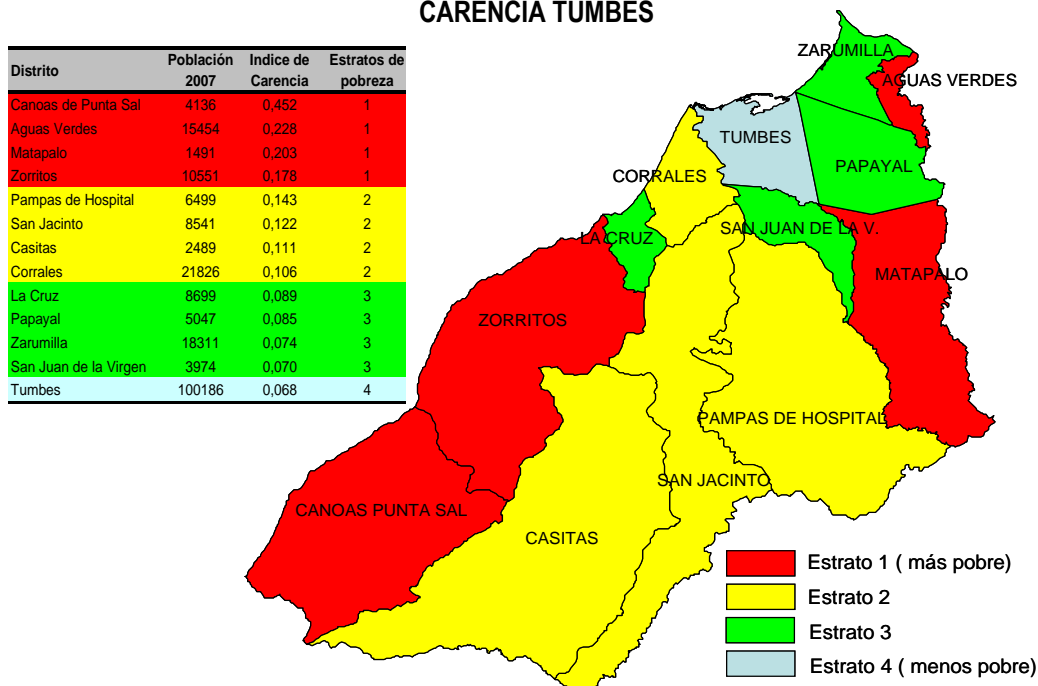 CARENCIA TUMBES
Distrito Población 2007 Indice de Carencia Estratos de pobreza
Canoas de Punta Sal 4136 0,452 1
Aguas Verdes 15454 0,228 1
Matapalo 1491 0,203 1
Zorritos 10551 0,178 1
Pampas de Hospital 6499 0,143 2
San Jacinto 8541 0,122 2
Casitas 2489 0,111 2
Corrales 21826 0,106 2
La Cruz 8699 0,089 3
Papayal 5047 0,085 3
Zarumilla 18311 0,074 3
San Juan de la Virgen 3974 0,070 3
Tumbes 100186 0,068 4
ZARUMILLA
AGUAS VERDES
TUMBES
PAPAYAL
CORRALES
SAN JUAN DE LA V.
LA CRUZ
MATAPALO
ZORRITOS
PAMPAS DE HOSPITAL
SAN JACINTO
CANOAS PUNTA SAL
CASITAS
Estrato 1 ( más pobre)
Estrato 2
Estrato 3
Estrato 4 ( menos pobre)